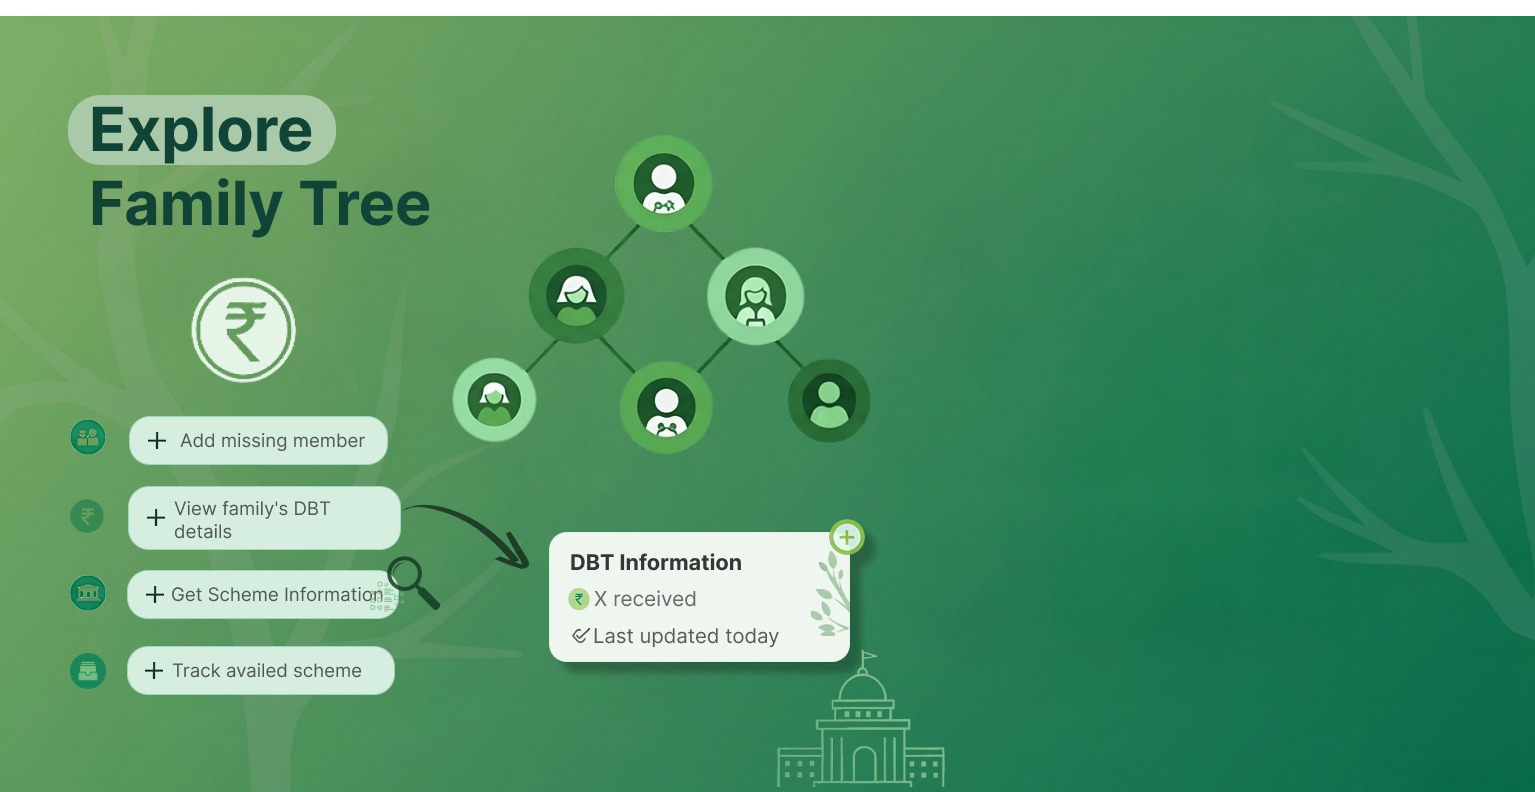 Explore
Family Tree
₹
+ Add missing member
₹
+ View family's DBT
details
+ Get Scheme Information
+ Track availed scheme
DBT Information
₹ X received
Last updated today